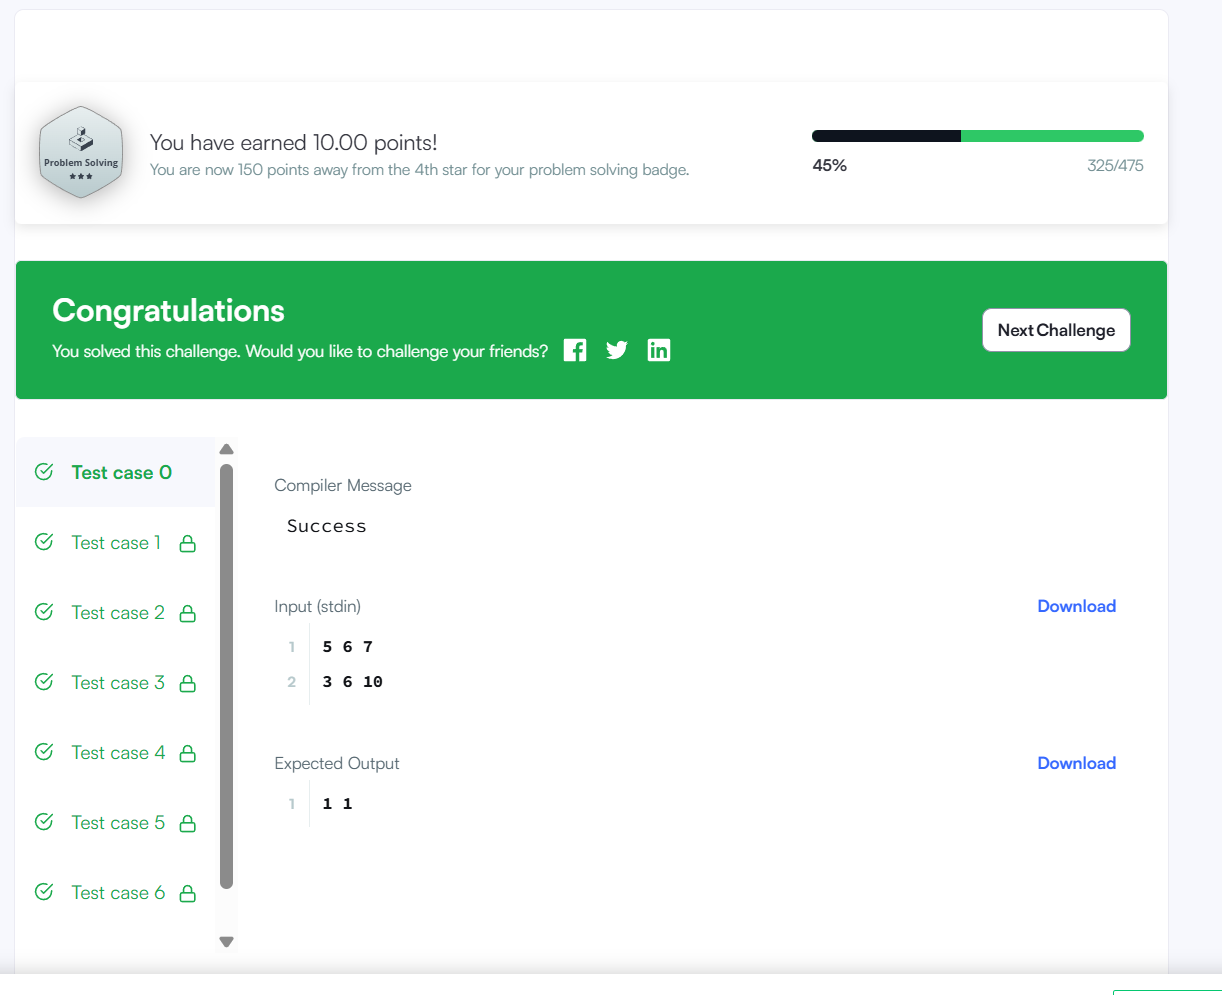 Problem Solving
You have earned 10.00 points!
You are now 150 points away from the 4th star for your problem solving badge.
45%
325/475
Congratulations
You solved this challenge. Would you like to challenge your friends?
Next Challenge
Test case 0
Test case 1
Test case 2
Test case 3
Test case 4
Test case 5
Test case 6
Compiler Message
Success
Input (stdin)
Download
1 5 6 7
2 3 6 10
Expected Output
Download
1 1 1